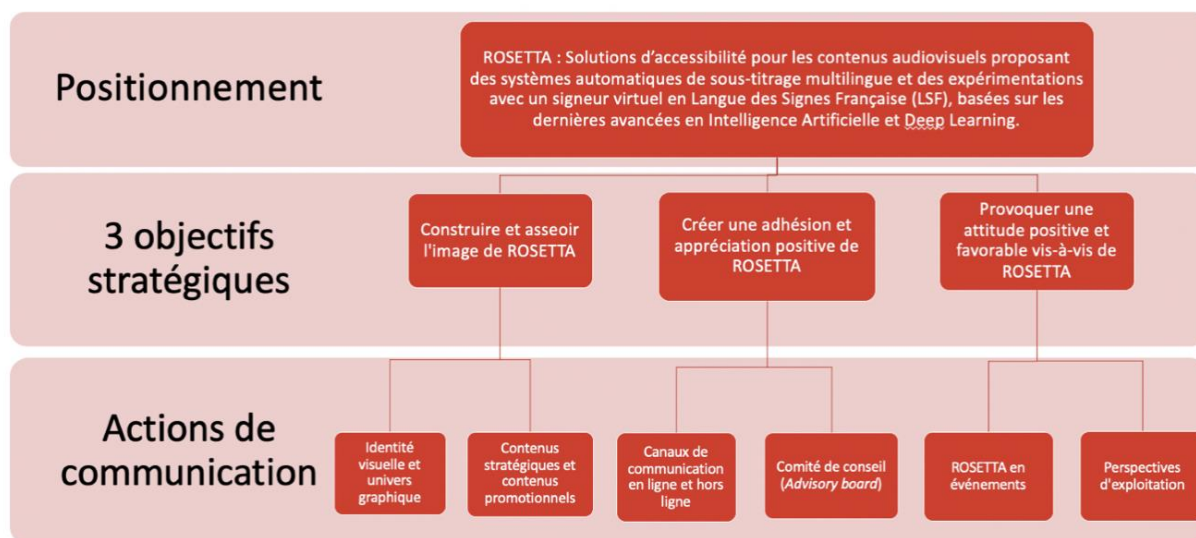 Positionnement
ROSETTA : Solutions d’accessibilité pour les contenus audiovisuels proposant
des systèmes automatiques de sous-titrage multilingue et des expérimentations
avec un signeur virtuel en Langue des Signes Française (LSF), basées sur les
dernières avancées en Intelligence Artificielle et Deep Learning.
3 objectifs
stratégiques
Construire et asseoir
l'image de ROSETTA
Créer une adhésion et
appréciation positive de
ROSETTA
Provoquer une
attitude positive et
favorable vis-à-vis de
ROSETTA
Actions de
communication
Identité
visuelle et
univers
graphique
Contenus
stratégiques et
contenus
promotionnels
Canaux de
communication
en ligne et hors
ligne
Comité de conseil
(Advisory board)
ROSETTA en
événements
Perspectives
d'exploitation